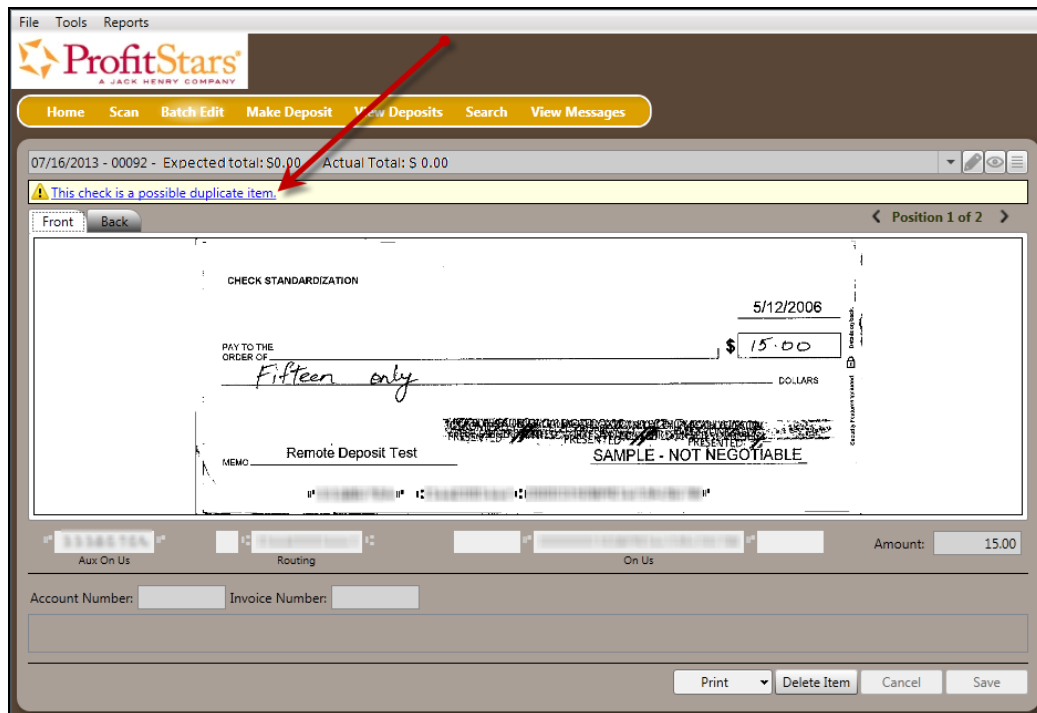 File Tools Reports
ProfitStars
A JACK HENRY COMPANY
Home Scan Batch Edit Make Deposit View Deposits Search View Messages
07/16/2013 - 00092 - Expected total: $0.00 Actual Total: $ 0.00
This check is a possible duplicate item.
Front Back Position 1 of 2
CHECK STANDARDIZATION
5/12/2006
PAY TO THE
ORDER OF
$ 15.00
Fifteen only DOLLARS
PRESENTED
MEMO Remote Deposit Test SAMPLE - NOT NEGOTIABLE
Aux On Us Routing On Us
Amount: 15.00
Account Number: Invoice Number:
Print Delete Item Cancel Save